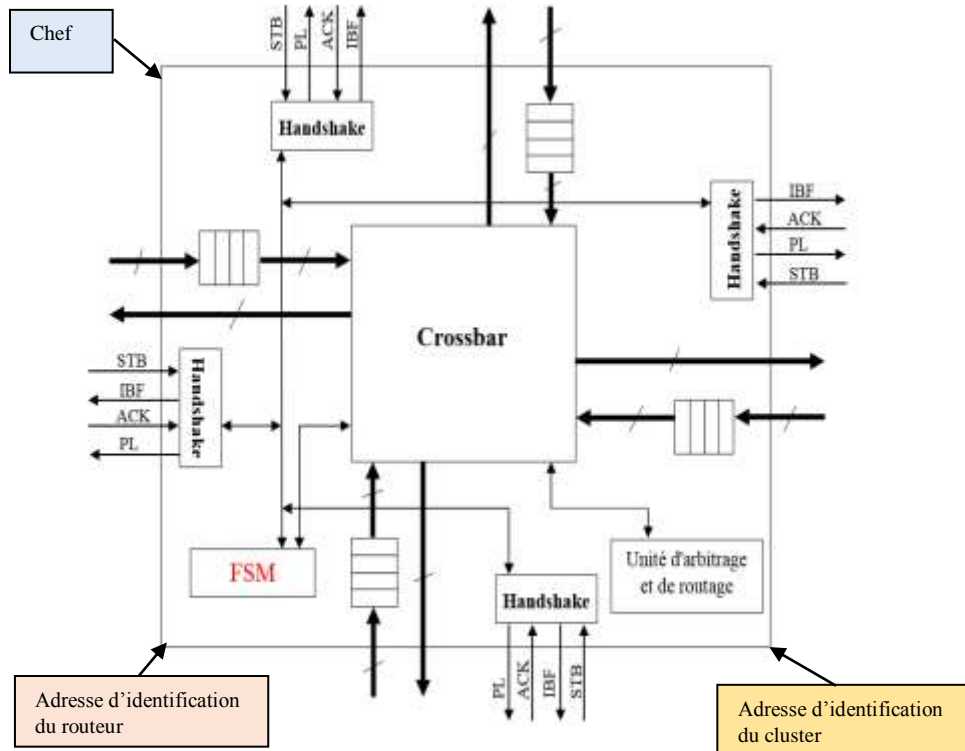 Chef
STB
PL
ACK
IBF
Handshake
Handshake
IBF
ACK
PL
STB
Crossbar
STB
IBF
ACK
PL
Handshake
FSM
Unité d'arbitrage
et de routage
Handshake
PL
ACK
IBF
STB
Adresse d’identification
du routeur
Adresse d’identification
du cluster